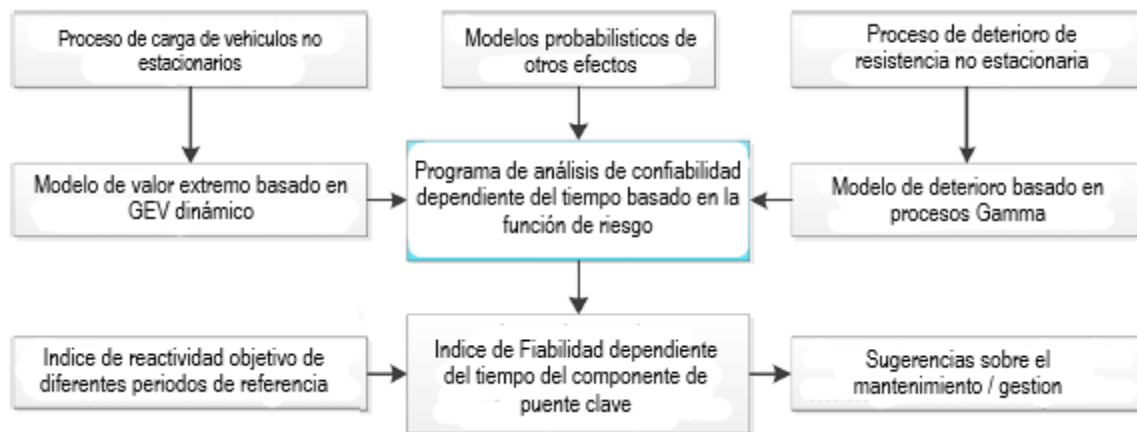 Proceso de carga de vehiculos no
estacionarios
Modelos probabilisticos de
otros efectos
Proceso de deterioro de
resistencia no estacionaria
Modelo de valor extremo basado en
GEV dinámico
Programa de análisis de confiabilidad
dependiente del tiempo basado en la
función de riesgo
Modelo de deterioro basado en
procesos Gamma
Indice de reactividad objetivo de
diferentes periodos de referencia
Indice de Fiabilidad dependiente
del tiempo del componente de
puente clave
Sugerencias sobre el
mantenimiento / gestion